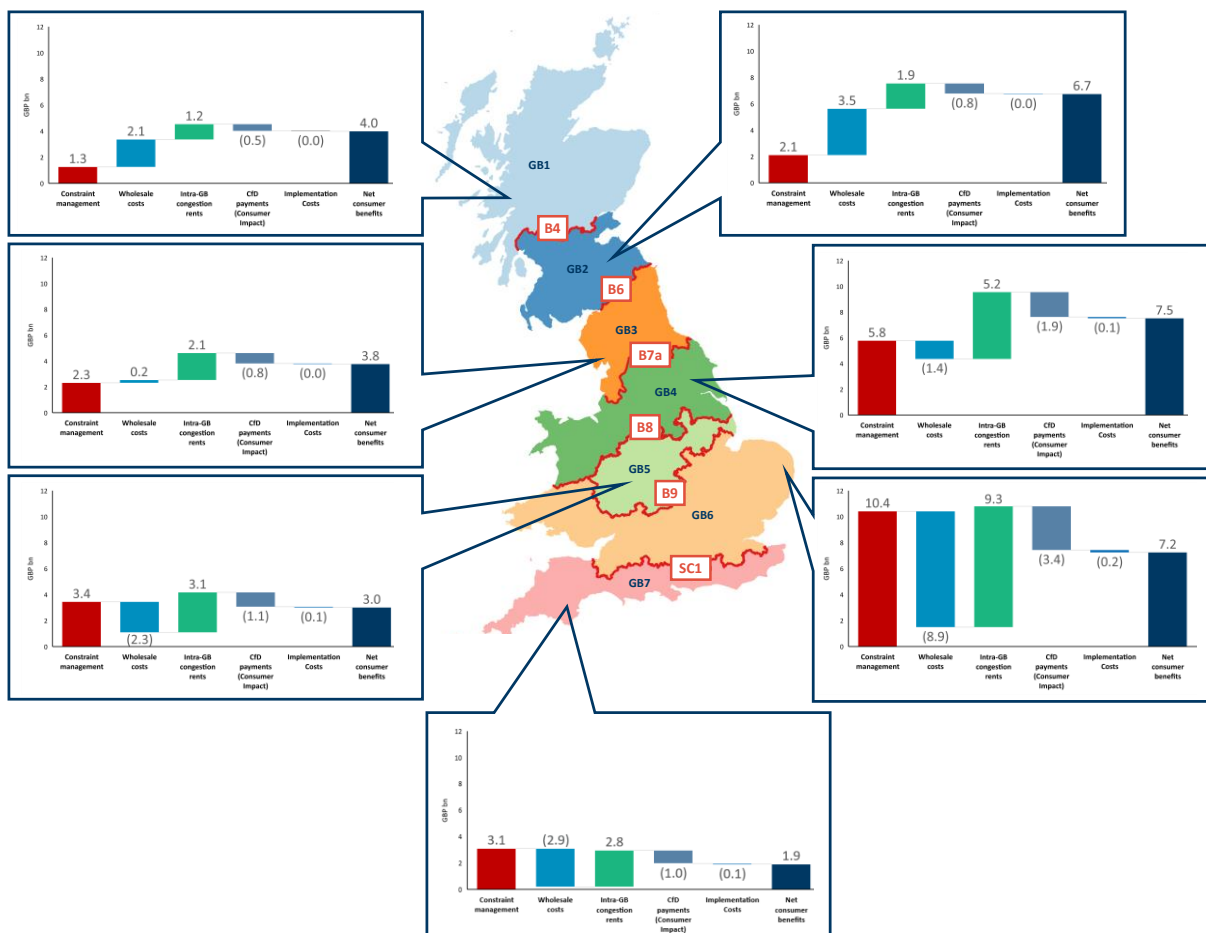 12
10
8
6
4
2
0
GBP bn
1.3
2.1
1.2
(0.5)
(0.0)
4.0
Constraint
management
Wholesale
costs
Intra-GB
congestion
rents
CfD
payments
(Consumer
Impact)
Implementation
Costs
Net
consumer
benefits
12
10
8
6
4
2
0
GBP bn
2.1
3.5
1.9
(0.8)
(0.0)
6.7
Constraint
management
Wholesale
costs
Intra-GB
congestion
rents
CfD
payments
(Consumer
Impact)
Implementation
Costs
Net
consumer
benefits
12
10
8
6
4
2
0
GBP bn
2.3
0.2
2.1
(0.8)
(0.0)
3.8
Constraint
management
Wholesale
costs
Intra-GB
congestion
rents
CfD
payments
(Consumer
Impact)
Implementation
Costs
Net
consumer
benefits
12
10
8
6
4
2
0
GBP bn
5.8
(1.4)
5.2
(1.9)
(0.1)
7.5
Constraint
management
Wholesale
costs
Intra-GB
congestion
rents
CfD
payments
(Consumer
Impact)
Implementation
Costs
Net
consumer
benefits
12
10
8
6
4
2
0
GBP bn
3.4
(2.3)
3.1
(1.1)
(0.1)
3.0
Constraint
management
Wholesale
costs
Intra-GB
congestion
rents
CfD
payments
(Consumer
Impact)
Implementation
Costs
Net
consumer
benefits
12
10
8
6
4
2
0
GBP bn
10.4
(8.9)
9.3
(3.4)
(0.2)
7.2
Constraint
management
Wholesale
costs
Intra-GB
congestion
rents
CfD
payments
(Consumer
Impact)
Implementation
Costs
Net
consumer
benefits
GB1
B4
GB2
B6
GB3
B7a
GB4
B8
GB5
B9
GB6
SC1
GB7
12
10
8
6
4
2
0
GBP bn
3.1
(2.9)
2.8
(1.0)
(0.1)
1.9
Constraint
management
Wholesale
costs
Intra-GB
congestion
rents
CfD
payments
(Consumer
Impact)
Implementation
Costs
Net
consumer
benefits